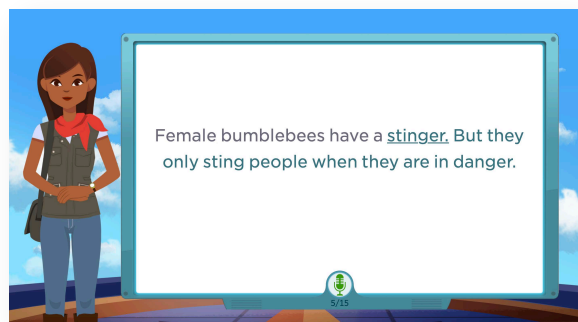 Female bumblebees have a stinger. But they
only sting people when they are in danger.
5/15